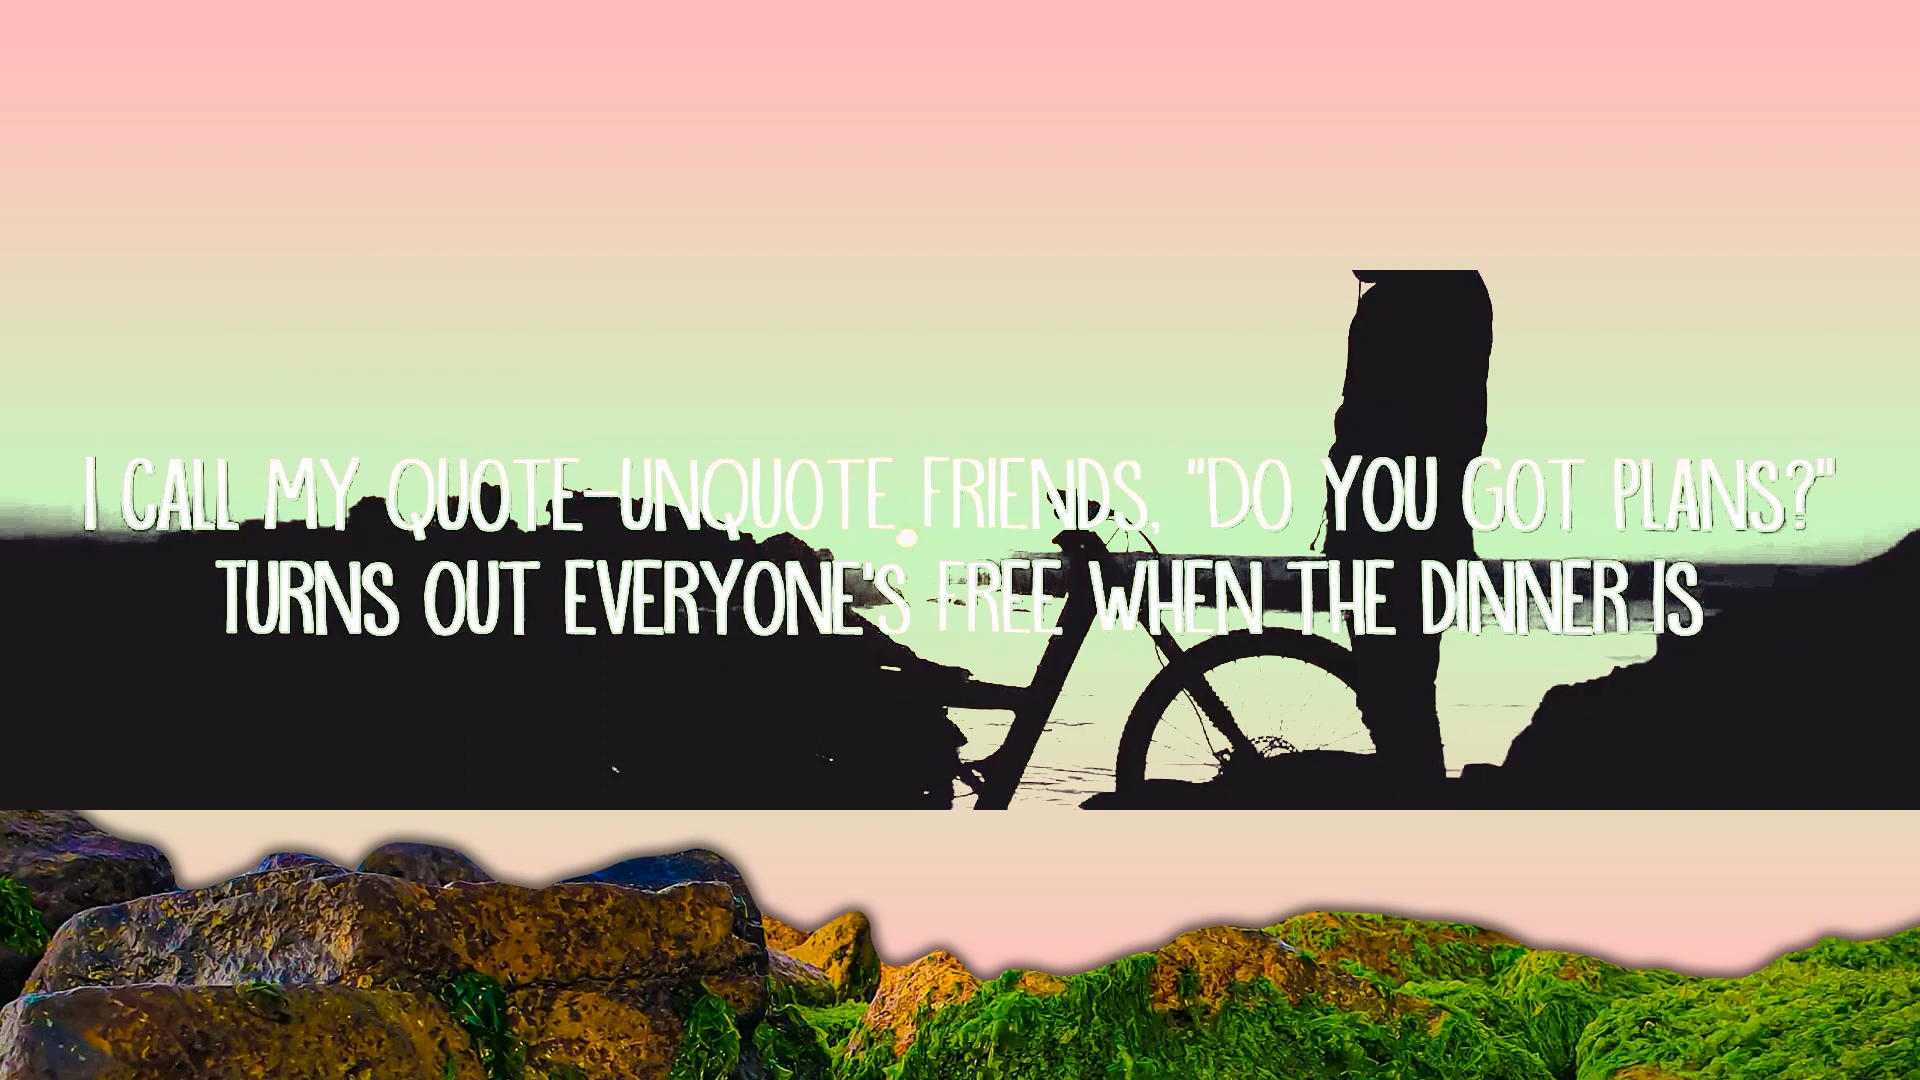 I CALL MY QUOTE-UNQUOTE FRIENDS, "DO YOU GOT PLANS?"
TURNS OUT EVERYONE'S FREE WHEN THE DINNER IS